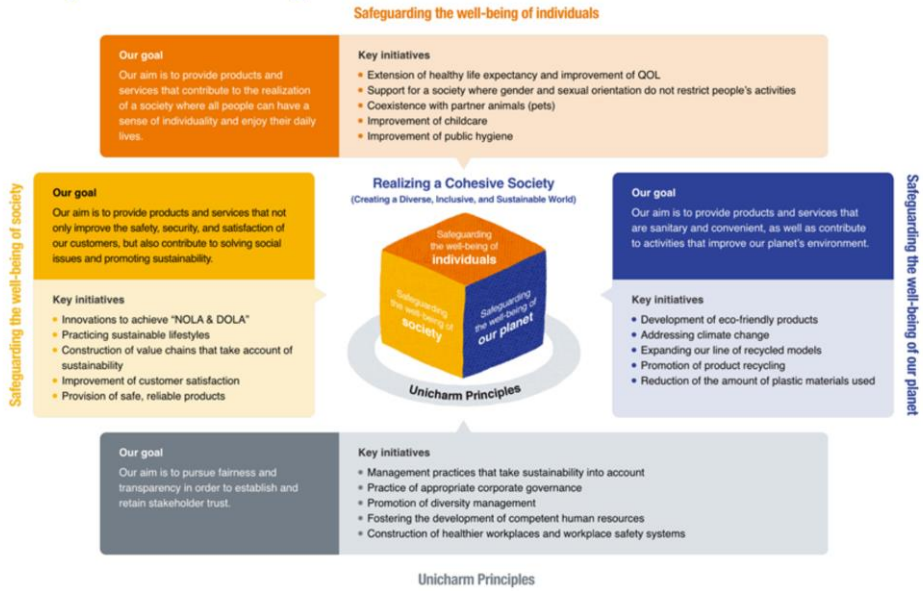 Safeguarding the well-being of individuals
Our goal
Our aim is to provide products and
services that contribute to the realization
of a society where all people can have a
sense of individuality and enjoy their daily
lives.
Key initiatives
• Extension of healthy life expectancy and improvement of QOL
• Support for a society where gender and sexual orientation do not restrict people's activities
• Coexistence with partner animals (pets)
• Improvement of childcare
• Improvement of public hygiene
Safeguarding the well-being of society
Our goal
Our aim is to provide products and services that not
only improve the safety, security, and satisfaction of
our customers, but also contribute to solving social
issues and promoting sustainability.
Key initiatives
• Innovations to achieve “NOLA & DOLA”
• Practicing sustainable lifestyles
• Construction of value chains that take account of
sustainability
• Improvement of customer satisfaction
• Provision of safe, reliable products
Realizing a Cohesive Society
(Creating a Diverse, Inclusive, and Sustainable World)
Safeguarding
the well-being of
individuals
Safeguarding
the well-being of
society
Safeguarding
the well-being of
our planet
Unicharm Principles
Our goal
Our aim is to provide products and services that
are sanitary and convenient, as well as contribute
to activities that improve our planet's environment.
Key initiatives
• Development of eco-friendly products
• Addressing climate change
• Expanding our line of recycled models
• Promotion of product recycling
• Reduction of the amount of plastic materials used
Safeguarding the well-being of our planet
Our goal
Our aim is to pursue fairness and
transparency in order to establish and
retain stakeholder trust.
Key initiatives
• Management practices that take sustainability into account
• Practice of appropriate corporate governance
• Promotion of diversity management
• Fostering the development of competent human resources
• Construction of healthier workplaces and workplace safety systems
Unicharm Principles